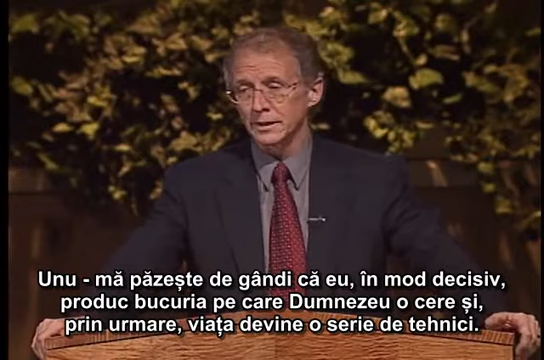 Unu - mă păzește de gândi că eu, în mod decisiv,
produc bucuria pe care Dumnezeu o cere și,
prin urmare, viața devine o serie de tehnici.